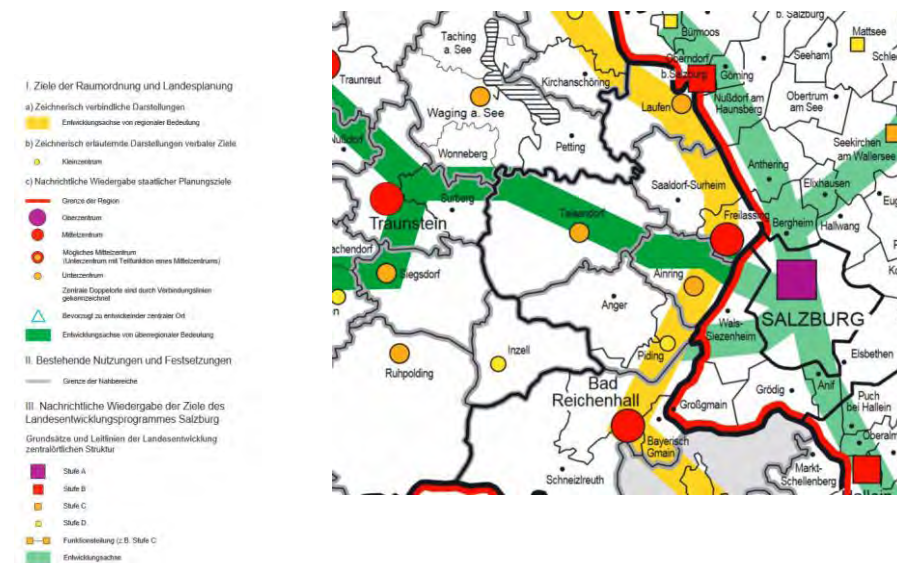 I. Ziele der Raumordnung und Landesplanung
a) Zeichnerisch verbindliche Darstellungen
Entwicklungsachse von regionaler Bedeutung
b) Zeichnerisch erläuternde Darstellungen verbaler Ziele
Kleinzentrum
c) Nachrichtliche Wiedergabe staatlicher Planungsziele
Grenze der Region
Oberzentrum
Mittelzentrum
Mögliches Mittelzentrum
(Unterzentrum mit Teilfunktion eines Mittelzentrums)
Unterzentrum
Zentrale Doppelorte sind durch Verbindungslinien
gekennzeichnet
Bevorzugt zu entwickelnder zentraler Ort
Entwicklungsachse von überregionaler Bedeutung
II. Bestehende Nutzungen und Festsetzungen
Grenze der Nahbereiche
III. Nachrichtliche Wiedergabe der Ziele des
Landesentwicklungsprogrammes Salzburg
Grundsätze und Leitlinien der Landesentwicklung
zentralörtlichen Struktur
Stufe A
Stufe B
Stufe C
Stufe D
Funktionsteilung (z.B. Stufe C
Entwicklungsachse
b. Salzburg
Bürmoos
Mattsee
Taching
a. See
Oberndorf
b.Salzburg
Seeham
Schle
Traunreut
Kirchanschöring
Göming
Waging a. See
Laufen
Nußdorf am
Haunsberg
Obertrum
am See
Nußdorf
Wonneberg
Petting
Seekirchen
am Wallersee
Anthering
Elixhausen
Surberg
Saaldorf-Surheim
Eug
Traunstein
Teisendorf
Freilassing
Bergheim
Hallwang
achendorf
Siegsdorf
Ainring
Anger
SALZBURG
Wals-
Siezenheim
Inzell
Piding
Elsbethen
Ruhpolding
Bad
Reichenhall
Großgmain
Grödig
Anif
Puch
bei Hallein
Bayerisch
Gmain
Oberalm
Schneizlreuth
Markt-
Schellenberg
Hallein